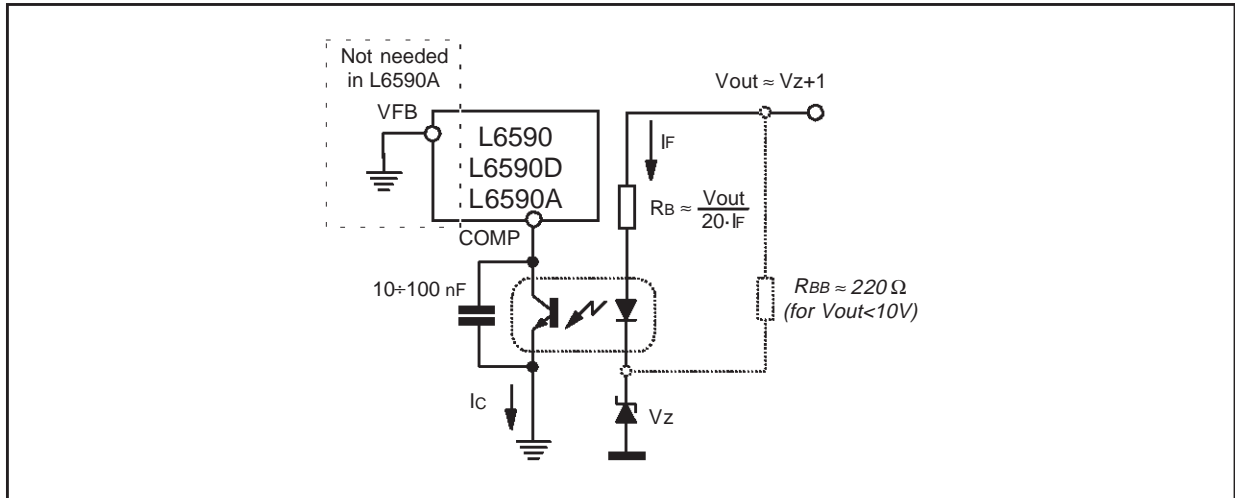 Not needed
in L6590A
VFB
L6590
L6590D
L6590A
COMP
10÷100 nF
IC
Vout ≈ Vz+1
IF
RB ≈ Vout
20·IF
RBB ≈ 220 Ω
(for Vout<10V)
Vz